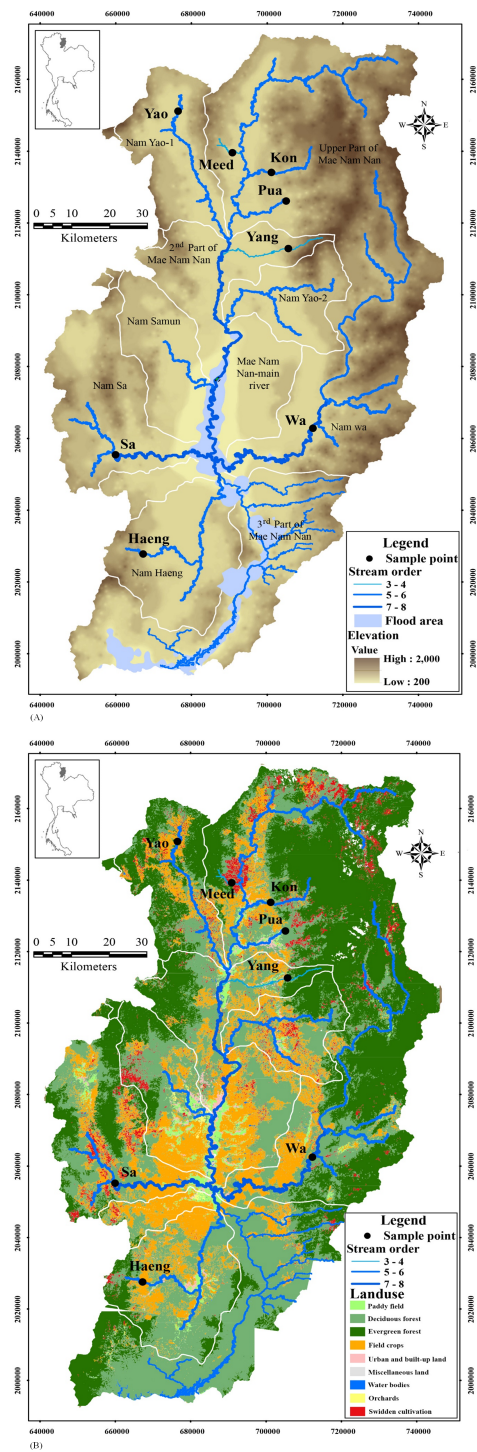 2160000
2140000
2120000
2100000
2080000
2060000
2040000
2020000
2000000
N
W E
S
Yao
Nam Yao-1
Meed
Kon
Upper Part of
Mae Nam Nan
Pua
0 5 10 20 30
Kilometers
Yang
2nd Part of
Mae Nam Nan
Nam Yao-2
Nam Samun
Mae Nam
Nan-main
river
Nam Sa
Wa
Nam wa
Sa
3rd Part of
Mae Nam Nan
Haeng
Nam Haeng
Legend
Sample point
Stream order
3 - 4
5 - 6
7 - 8
Flood area
Elevation
Value
High : 2,000
Low : 200
640000 660000 680000 700000 720000 740000
(A)
640000 660000 680000 700000 720000 740000
2160000
2140000
2120000
2100000
2080000
2060000
2040000
2020000
2000000
N
W E
S
Yao
Meed
Kon
Pua
0 5 10 20 30
Kilometers
Yang
Wa
Sa
Haeng
Legend
Sample point
Stream order
3 - 4
5 - 6
7 - 8
Landuse
Paddy field
Deciduous forest
Evergreen forest
Field crops
Urban and built-up land
Miscellaneous land
Water bodies
Orchards
Swidden cultivation
640000 660000 680000 700000 720000 740000
(B)